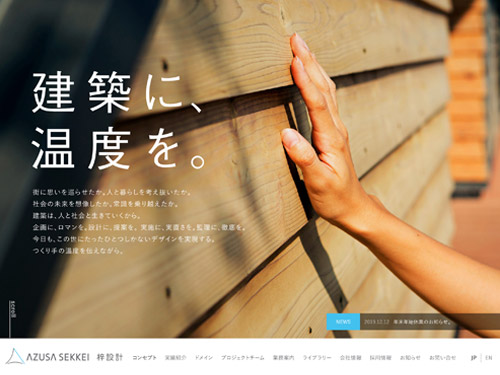 建築に、
温度を。
街に思いを巡らせたか。人と暮らしを考え抜いたか。
社会の未来を想像したか。常識を乗り越えたか。
建築は、人と社会と生きていくから。
企画に、ロマンを。設計に、提案を。実施に、実直さを。監理に、徹底を。
今日も、この世にたったひとつしかないデザインを実現する。
つくり手の温度を伝えながら。
scroll
NEWS 2024.12.12 年末年始休業のお知らせ。
AZUSA SEKKEI 梓設計 コンセプト 実績紹介 ドメイン プロジェクトチーム 業務案内 ライブラリー 会社情報 採用情報 お知らせ お問い合せ JP | EN